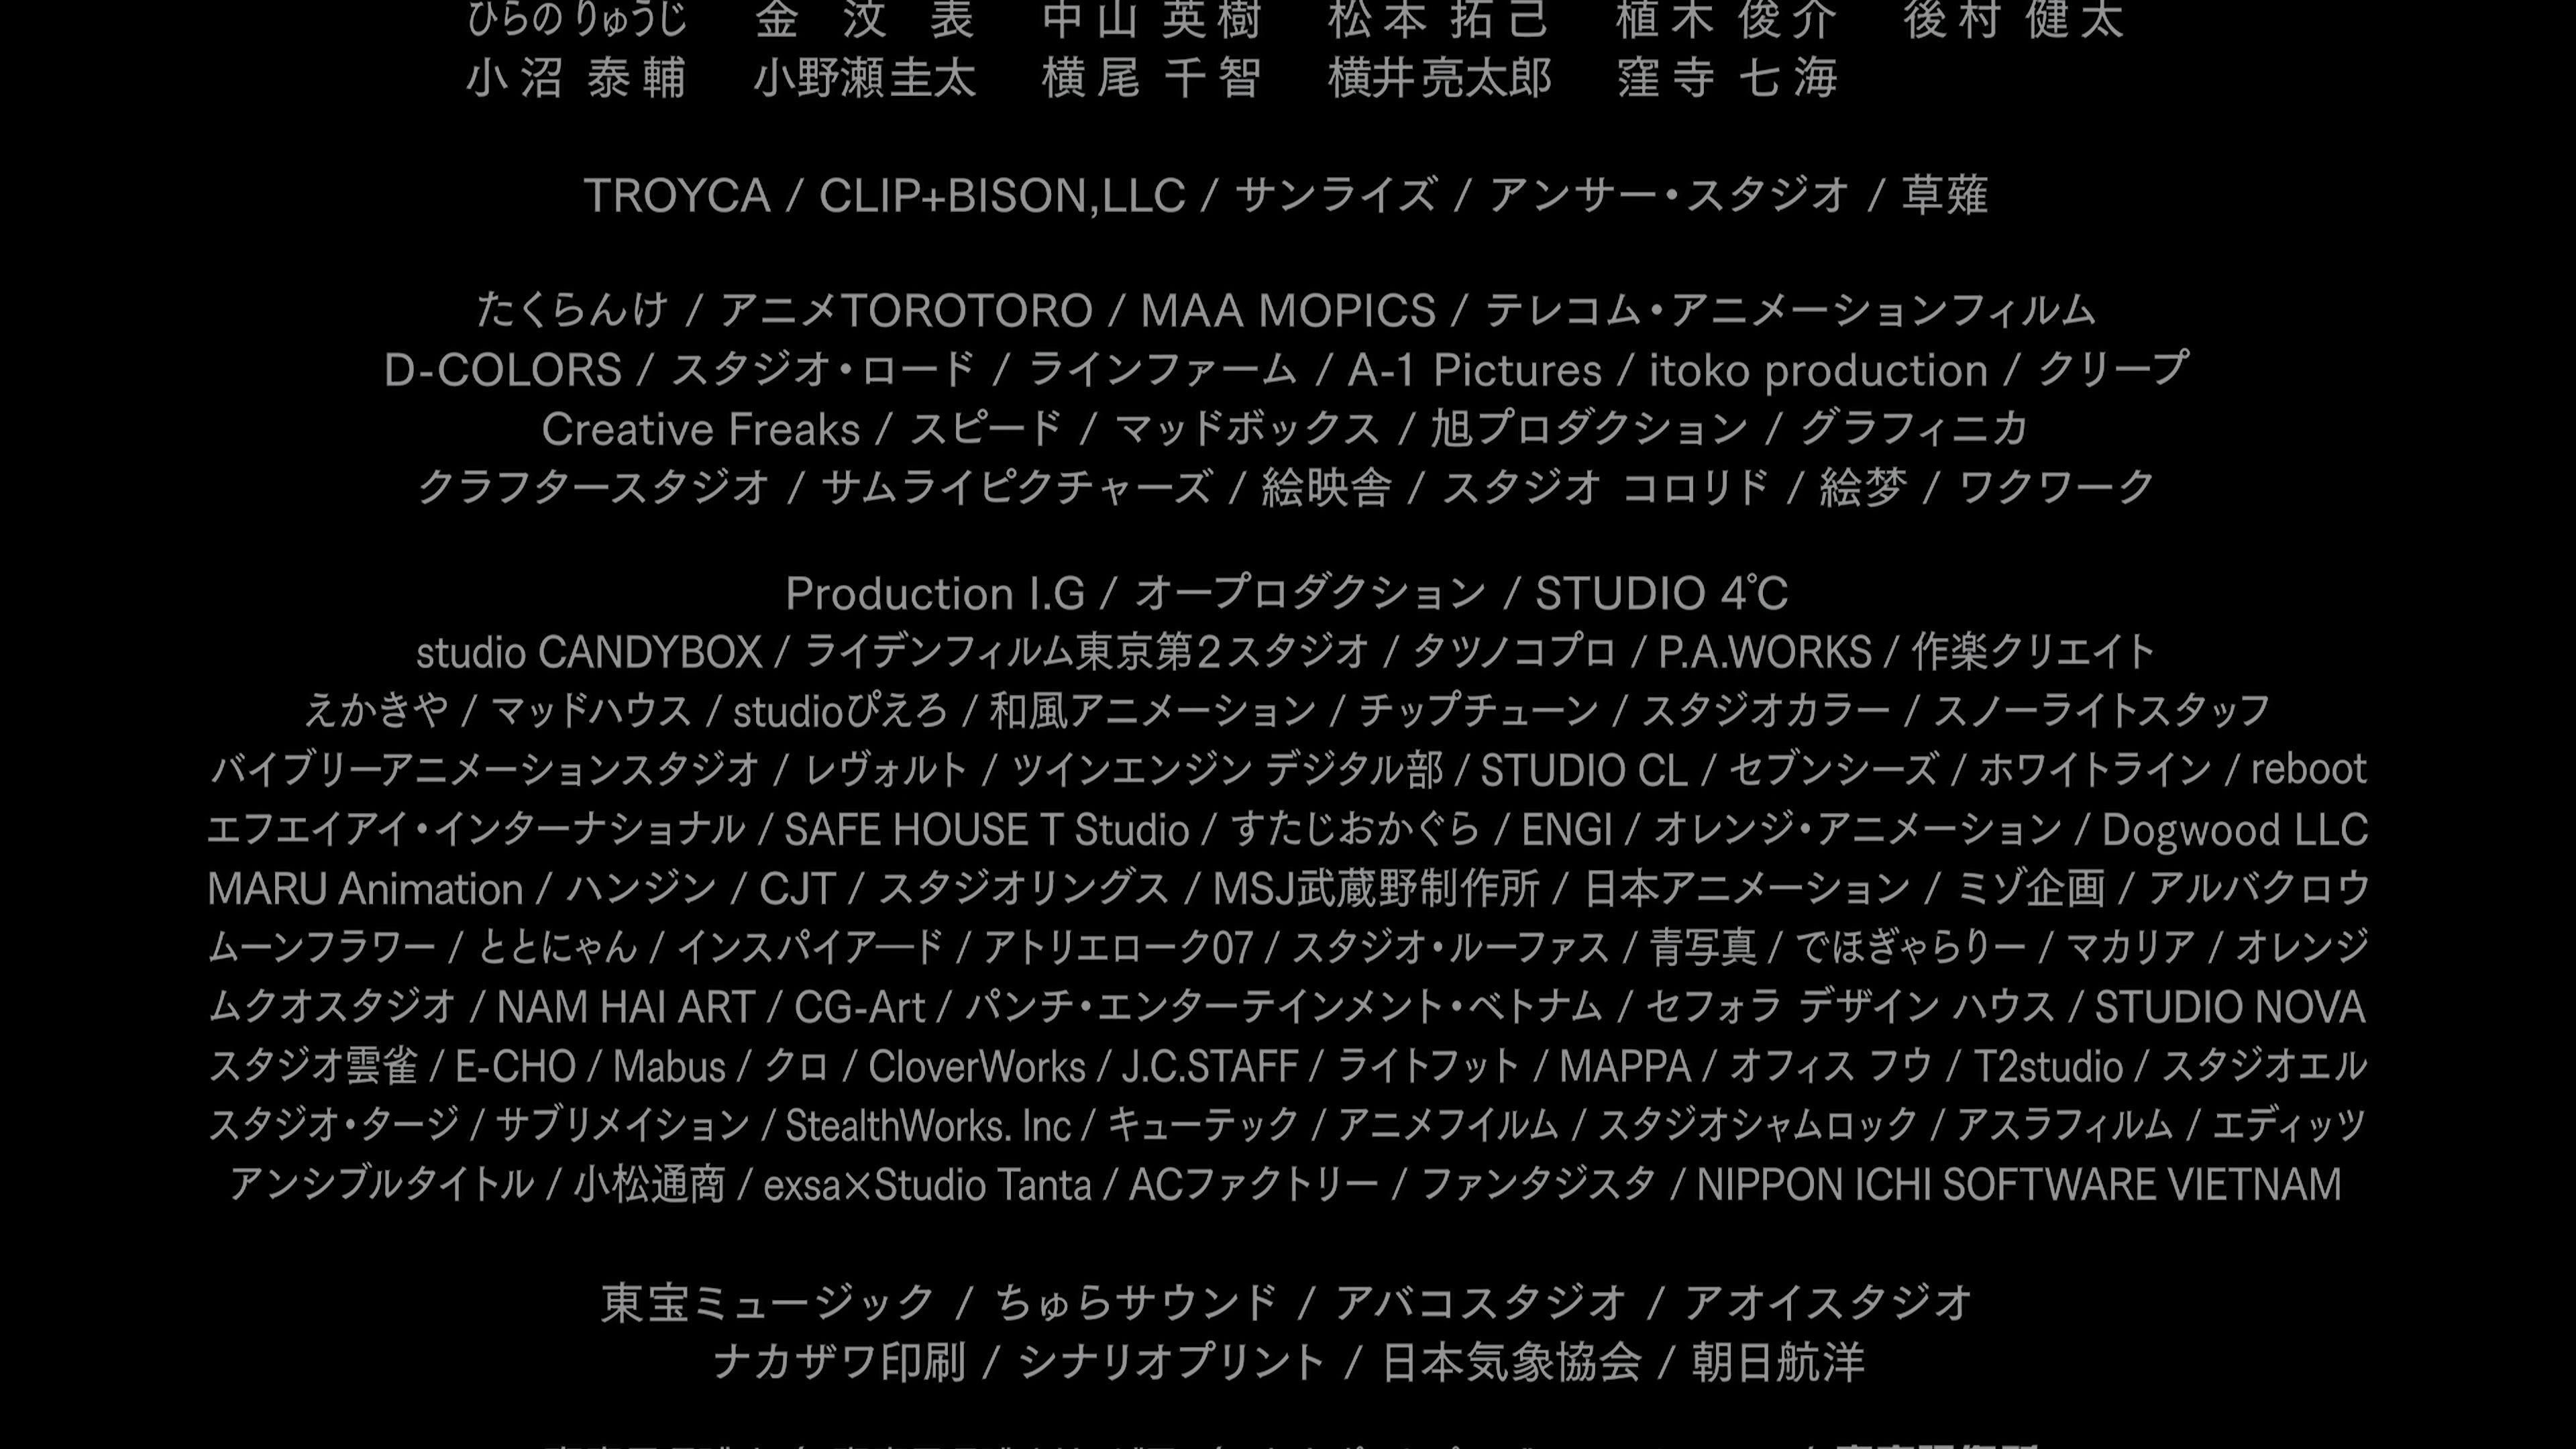 ひらの りゅうじ 金 汶 表 中山 英樹 松本 拓己 植木 俊介 後村 健太
小沼 泰輔 小野瀬圭太 横尾 千智 横井亮太郎 窪寺 七海
TROYCA / CLIP+BISON,LLC / サンライズ / アンサー・スタジオ / 草薙
たくらんけ / アニメTOROTORO / MAA MOPICS / テレコム・アニメーションフィルム
D-COLORS / スタジオ・ロード / ラインファーム / A-1 Pictures / itoko production / クリープ
Creative Freaks / スピード / マッドボックス / 旭プロダクション / グラフィニカ
クラフタースタジオ / サムライピクチャーズ / 絵映舎 / スタジオ コロリド / 絵梦 / ワクワーク
Production I.G / オープロダクション / STUDIO 4℃
studio CANDYBOX / ライデンフィルム東京第2スタジオ / タツノコプロ / P.A.WORKS / 作楽クリエイト
えかきや / マッドハウス / studioぴえろ / 和風アニメーション / チップチューン / スタジオカラー / スノーライトスタッフ
バイブリーアニメーションスタジオ / レヴォルト / ツインエンジン デジタル部 / STUDIO CL / セブンシーズ / ホワイトライン / reboot
エフエイアイ・インターナショナル / SAFE HOUSE T Studio / すたじおかぐら / ENGI / オレンジ・アニメーション / Dogwood LLC
MARU Animation / ハンジン / CJT / スタジオリングス / MSJ武蔵野制作所 / 日本アニメーション / ミゾ企画 / アルバクロウ
ムーンフラワー / ととにゃん / インスパイアード / アトリエローク07 / スタジオ・ルーファス / 青写真 / でほぎゃらりー / マカリア / オレンジ
ムクオスタジオ / NAM HAI ART / CG-Art / パンチ・エンターテインメント・ベトナム / セフォラ デザイン ハウス / STUDIO NOVA
スタジオ雲雀 / E-CHO / Mabus / クロ / CloverWorks / J.C.STAFF / ライトフット / MAPPA / オフィス フウ / T2studio / スタジオエル
スタジオ・タージ / サブリメイション / StealthWorks. Inc / キューテック / アニメフイルム / スタジオシャムロック / アスラフィルム / エディッツ
アンシブルタイトル / 小松通商 / exsa×Studio Tanta / ACファクトリー / ファンタジスタ / NIPPON ICHI SOFTWARE VIETNAM
東宝ミュージック / ちゅらサウンド / アバコスタジオ / アオイスタジオ
ナカザワ印刷 / シナリオプリント / 日本気象協会 / 朝日航洋